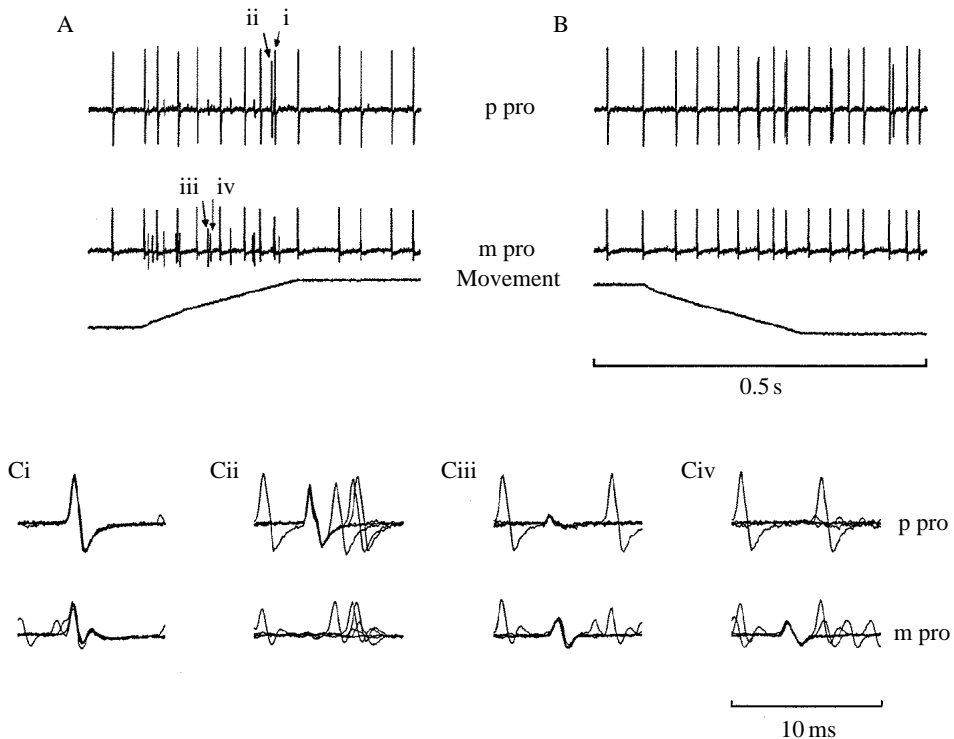 A
ii
i
B
p pro
iii
iv
m pro
Movement
0.5 s
Ci
Cii
Ciii
Civ
p pro
m pro
10 ms